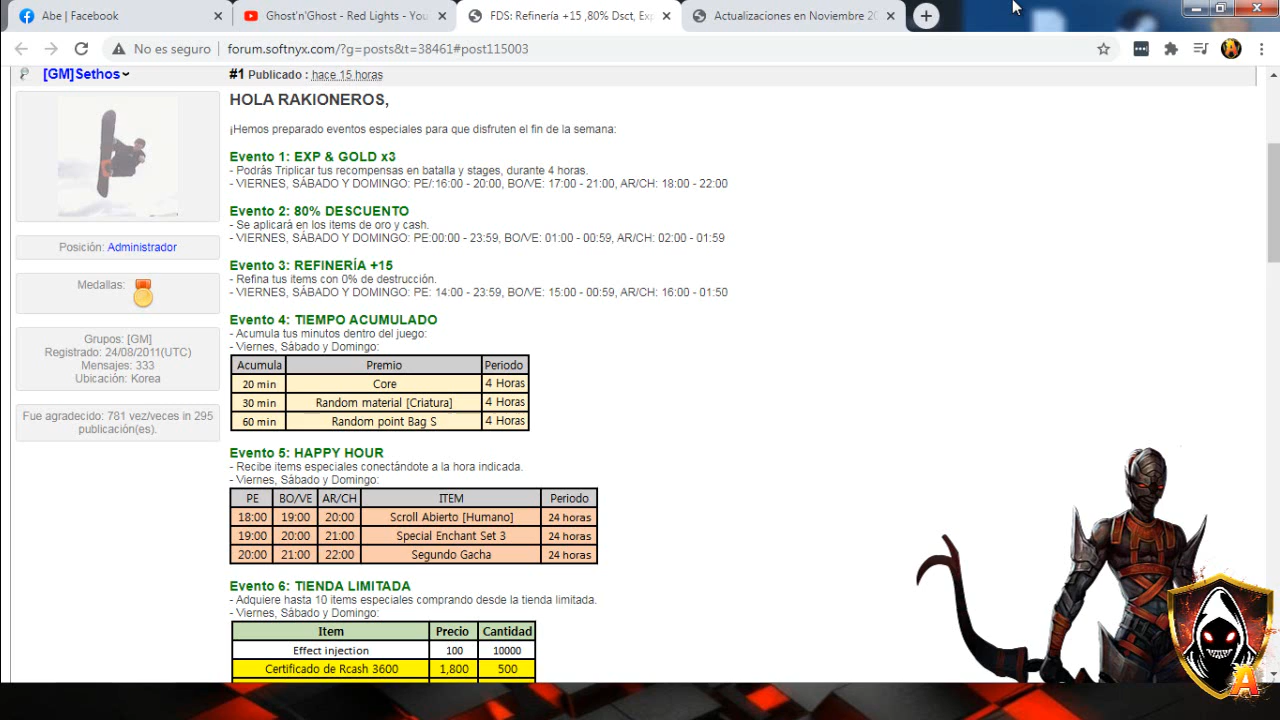 Abe | Facebook
Ghost'n'Ghost - Red Lights - You
FDS: Refinería +15 ,80% Dsct, Ex
Actualizaciones en Noviembre 20
No es seguro
forum.softnyx.com/?g=posts&t=38461#post115003
[GM]Sethos
#1 Publicado : hace 15 horas
Posición: Administrador
Medallas:
Grupos: [GM]
Registrado: 24/08/2011(UTC)
Mensajes: 333
Ubicación: Korea
Fue agradecido: 781 vez/veces in 295
publicación(es).
HOLA RAKIONEROS,
¡Hemos preparado eventos especiales para que disfruten el fin de la semana:
Evento 1: EXP & GOLD x3
- Podrás Triplicar tus recompensas en batalla y stages, durante 4 horas.
- VIERNES, SÁBADO Y DOMINGO: PE/:16:00 - 20:00, BO/VE: 17:00 - 21:00, AR/CH: 18:00 - 22:00
Evento 2: 80% DESCUENTO
- Se aplicará en los items de oro y cash.
- VIERNES, SÁBADO Y DOMINGO: PE:00:00 - 23:59, BO/VE: 01:00 - 00:59, AR/CH: 02:00 - 01:59
Evento 3: REFINERÍA +15
- Refina tus items con 0% de destrucción.
- VIERNES, SÁBADO Y DOMINGO: PE: 14:00 - 23:59, BO/VE: 15:00 - 00:59, AR/CH: 16:00 - 01:50
Evento 4: TIEMPO ACUMULADO
- Acumula tus minutos dentro del juego:
- Viernes, Sábado y Domingo:
Acumula Premio Periodo
20 min Core 4 Horas
30 min Random material [Criatura] 4 Horas
60 min Random point Bag S 4 Horas
Evento 5: HAPPY HOUR
- Recibe items especiales conectándote a la hora indicada.
- Viernes, Sábado y Domingo:
PE BO/VE AR/CH ITEM Periodo
18:00 19:00 20:00 Scroll Abierto [Humano] 24 horas
19:00 20:00 21:00 Special Enchant Set 3 24 horas
20:00 21:00 22:00 Segundo Gacha 24 horas
Evento 6: TIENDA LIMITADA
- Adquiere hasta 10 items especiales comprando desde la tienda limitada.
- Viernes, Sábado y Domingo:
Item Precio Cantidad
Effect injection 100 10000
Certificado de Rcash 3600 1,800 500
A